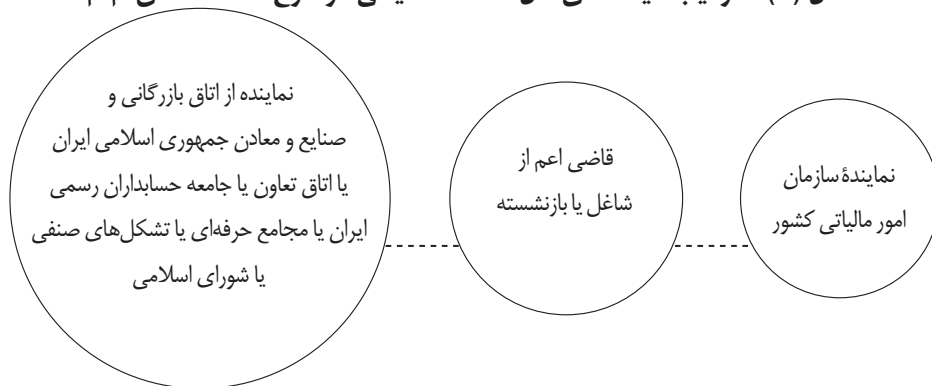 نمایندهٔ سازمان
امور مالیاتی کشور
قاضی اعم از
شاغل یا بازنشسته
نماینده از اتاق بازرگانی و
صنایع و معادن جمهوری اسلامی ایران
یا اتاق تعاون یا جامعه حسابداران رسمی
ایران یا مجامع حرفه‌ای یا تشکل‌های صنفی
یا شورای اسلامی